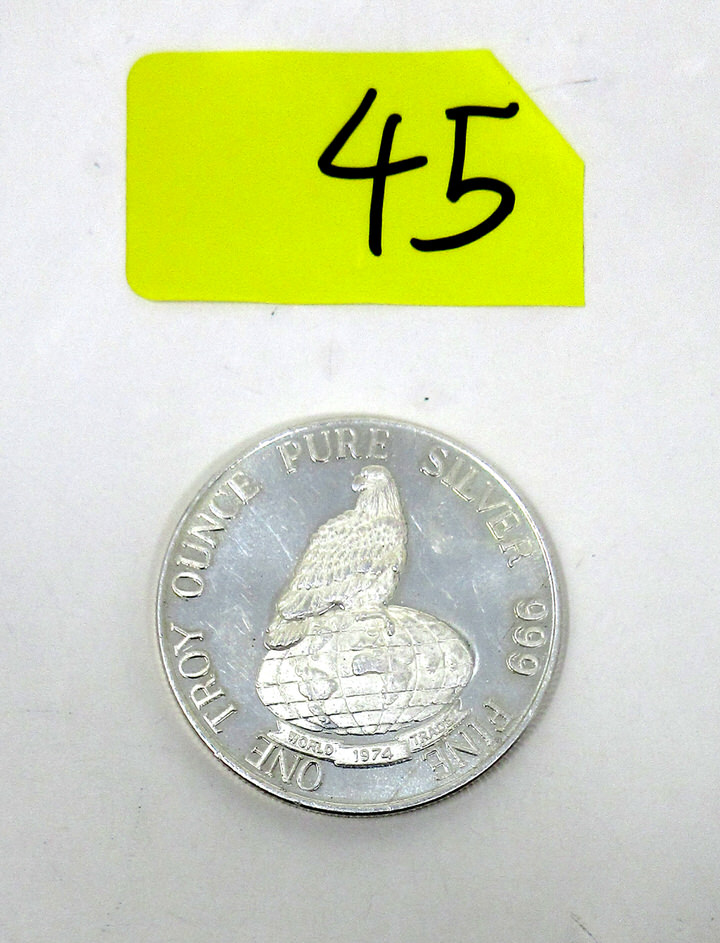 45
ONE TROY OUNCE PURE SILVER 999 FINE
WORLD 1974 TRADE